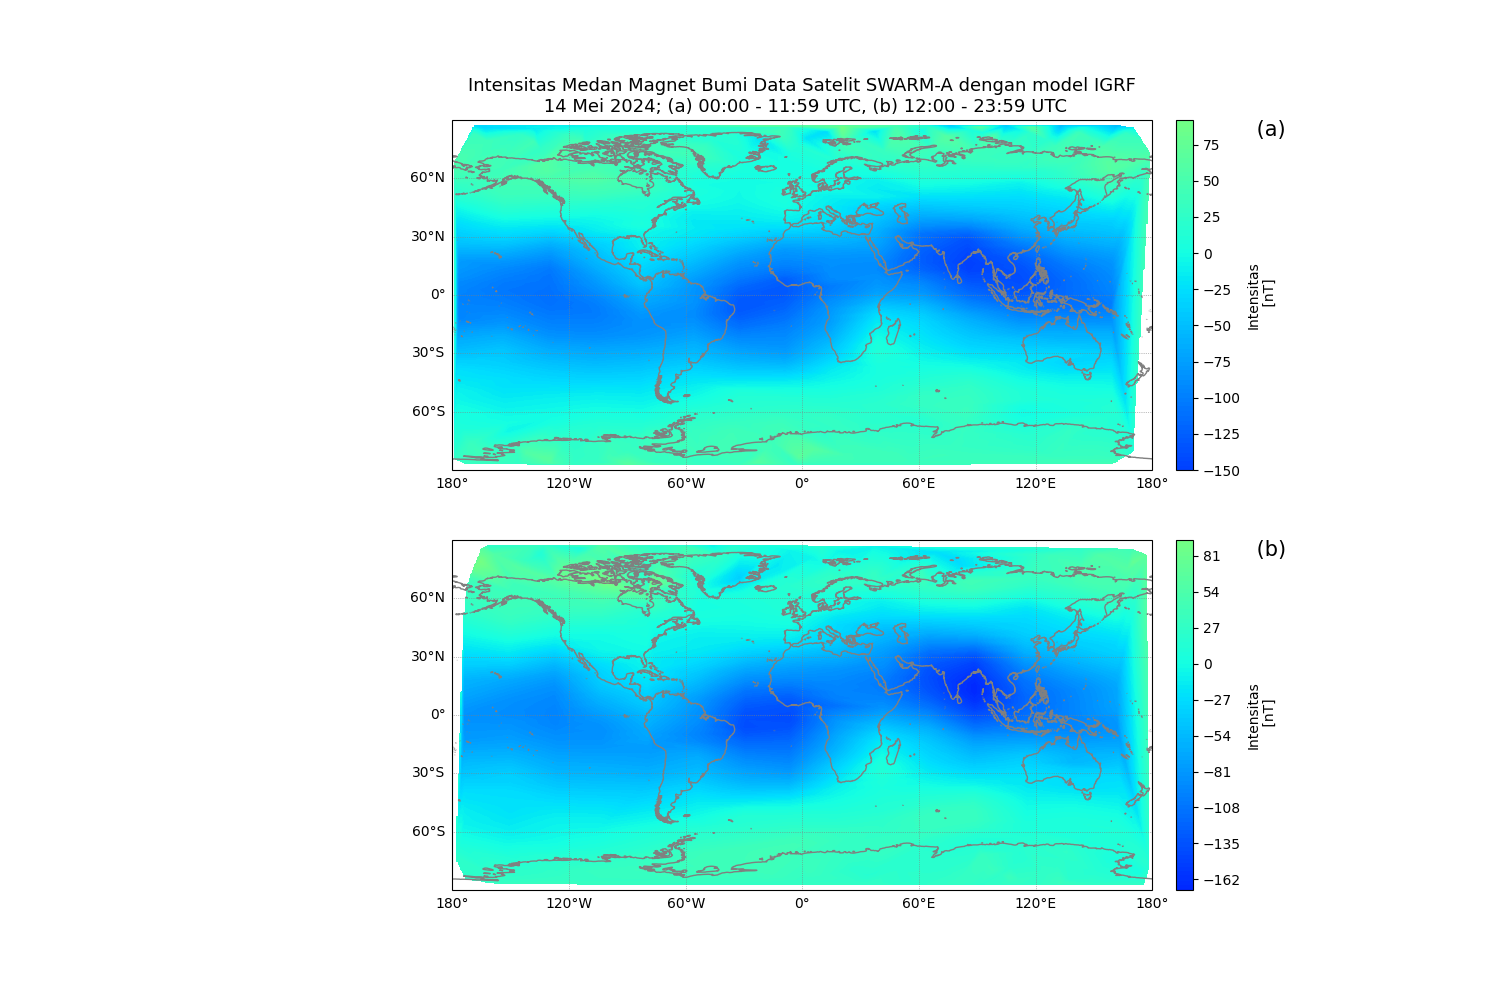 Intensitas Medan Magnet Bumi Data Satelit SWARM-A dengan model IGRF
14 Mei 2024; (a) 00:00 - 11:59 UTC, (b) 12:00 - 23:59 UTC
(a)
60°N
30°N
0°
30°S
60°S
180° 120°W 60°W 0° 60°E 120°E 180°
75
50
25
0
−25
−50
−75
−100
−125
−150
Intensitas
[nT]
(b)
60°N
30°N
0°
30°S
60°S
180° 120°W 60°W 0° 60°E 120°E 180°
81
54
27
0
−27
−54
−81
−108
−135
−162
Intensitas
[nT]